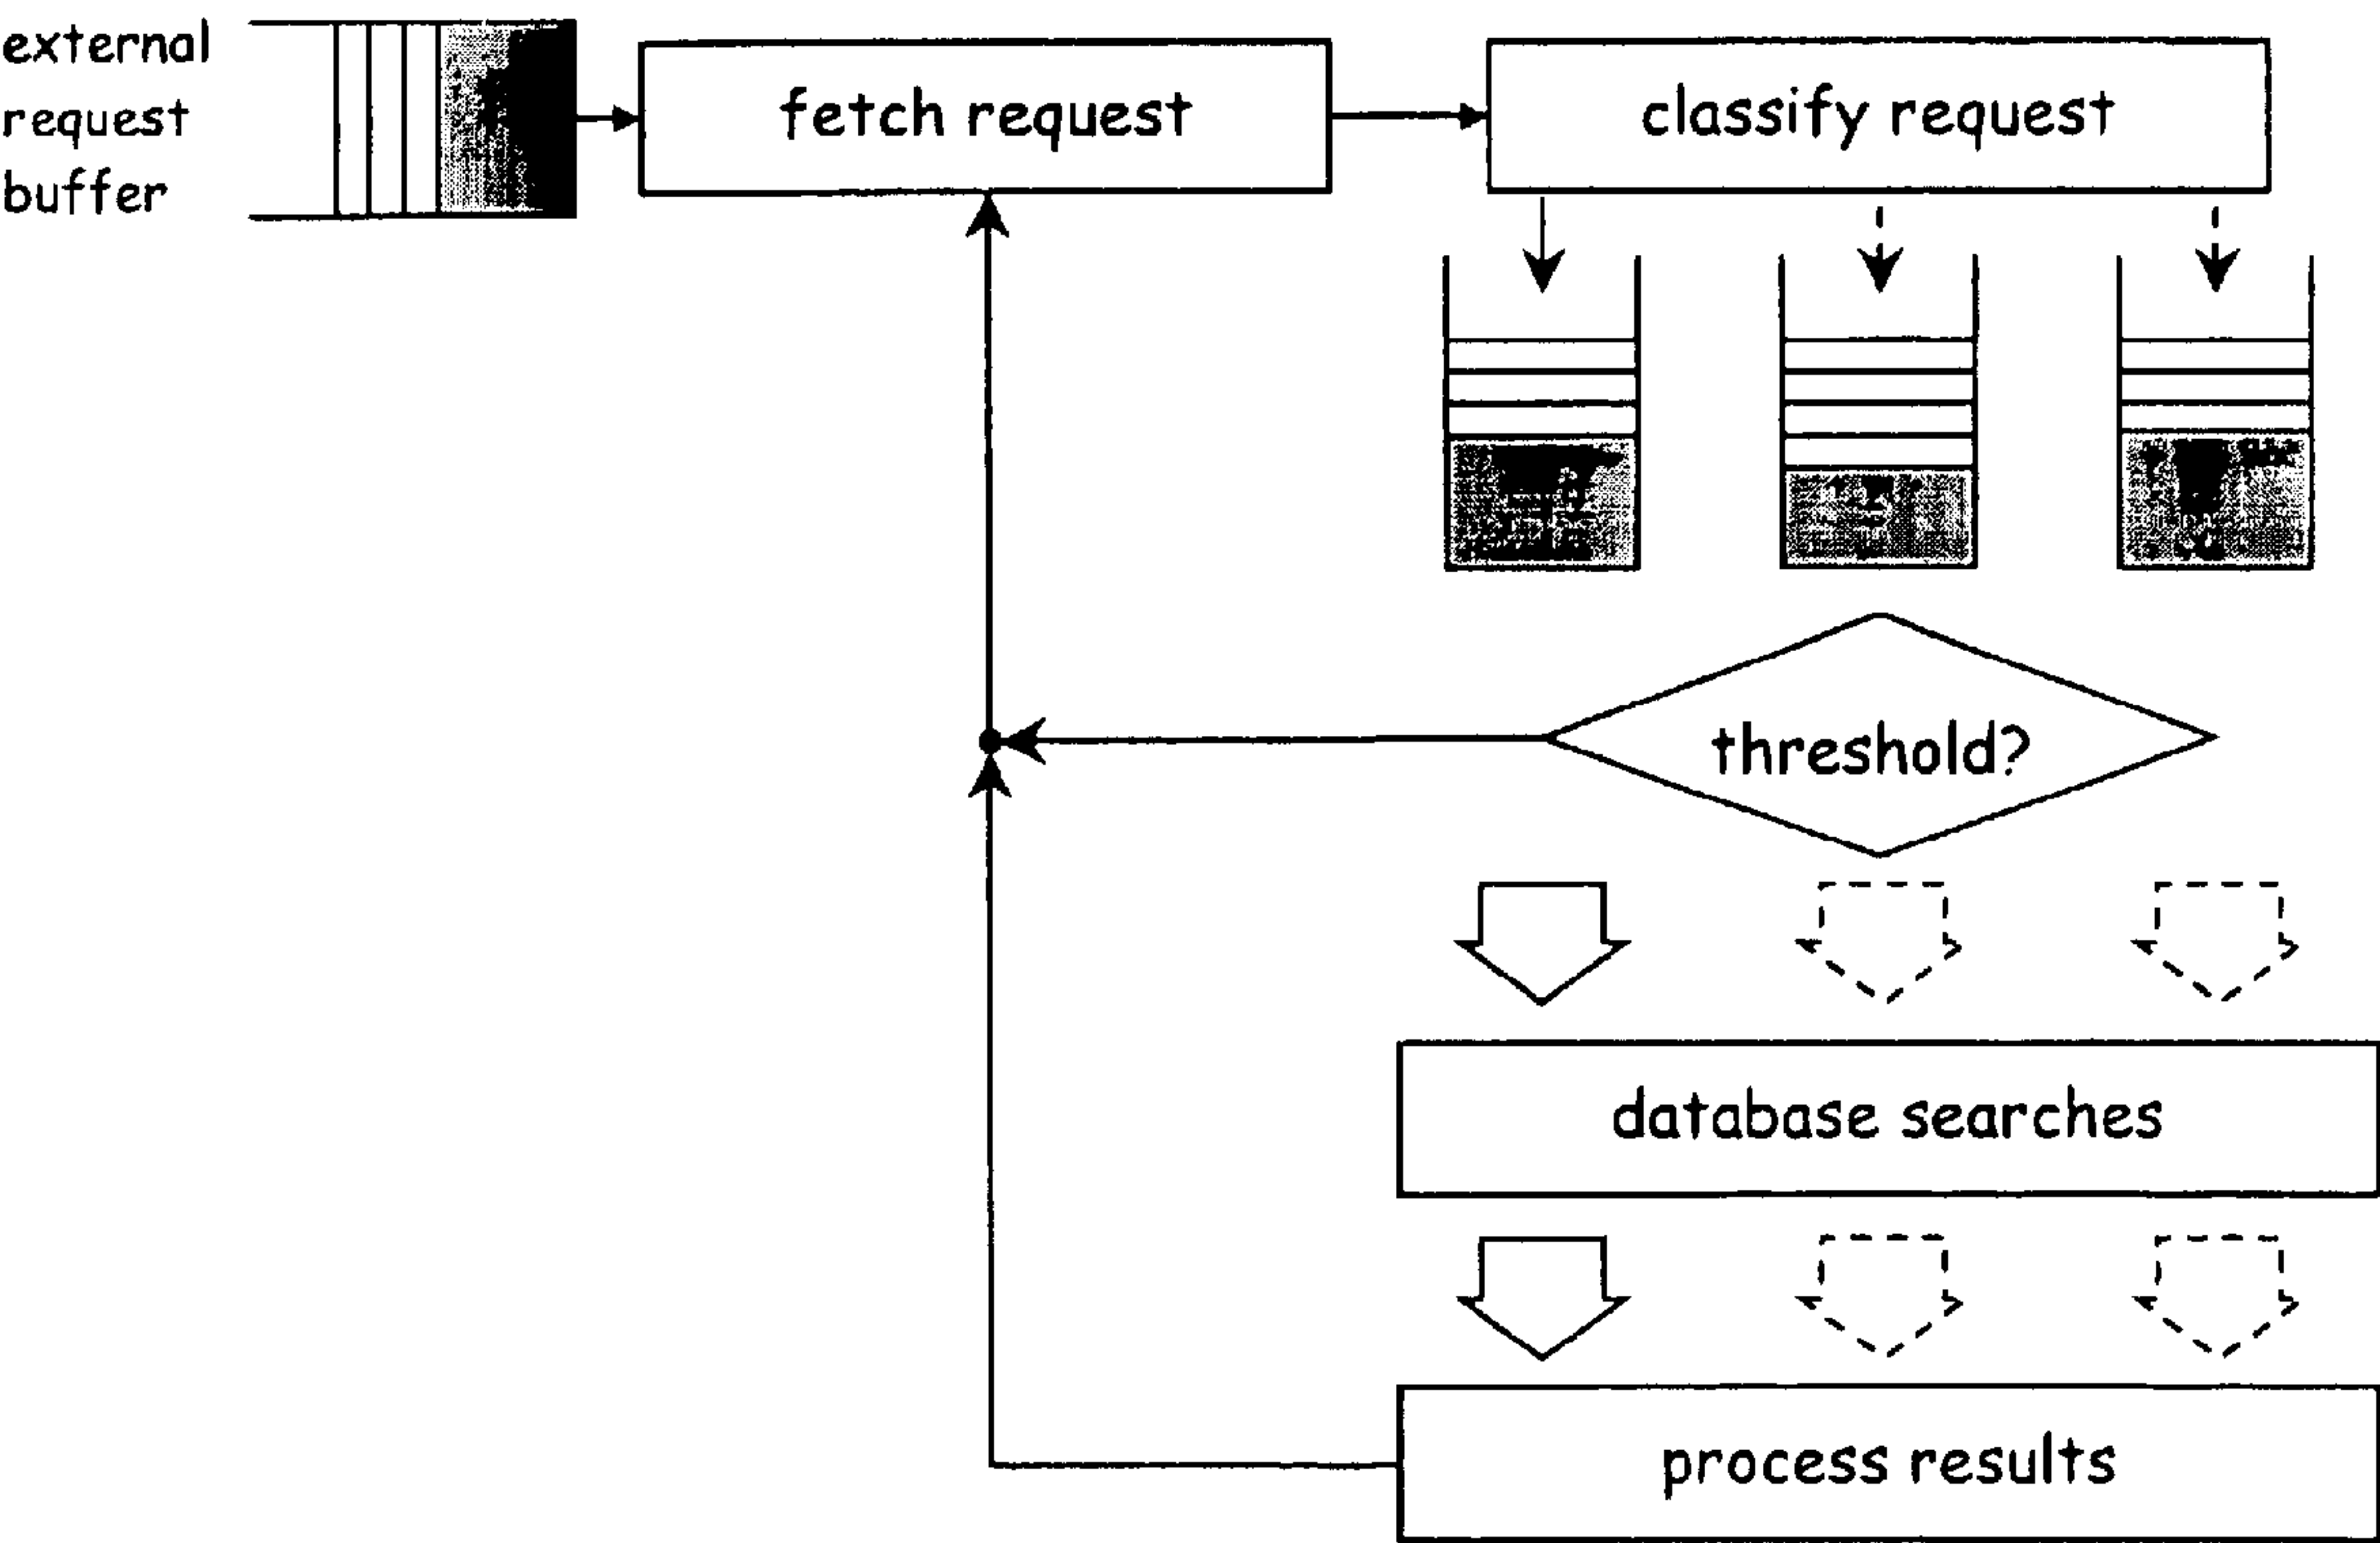 external
request
buffer
fetch request
classify request
threshold?
database searches
process results